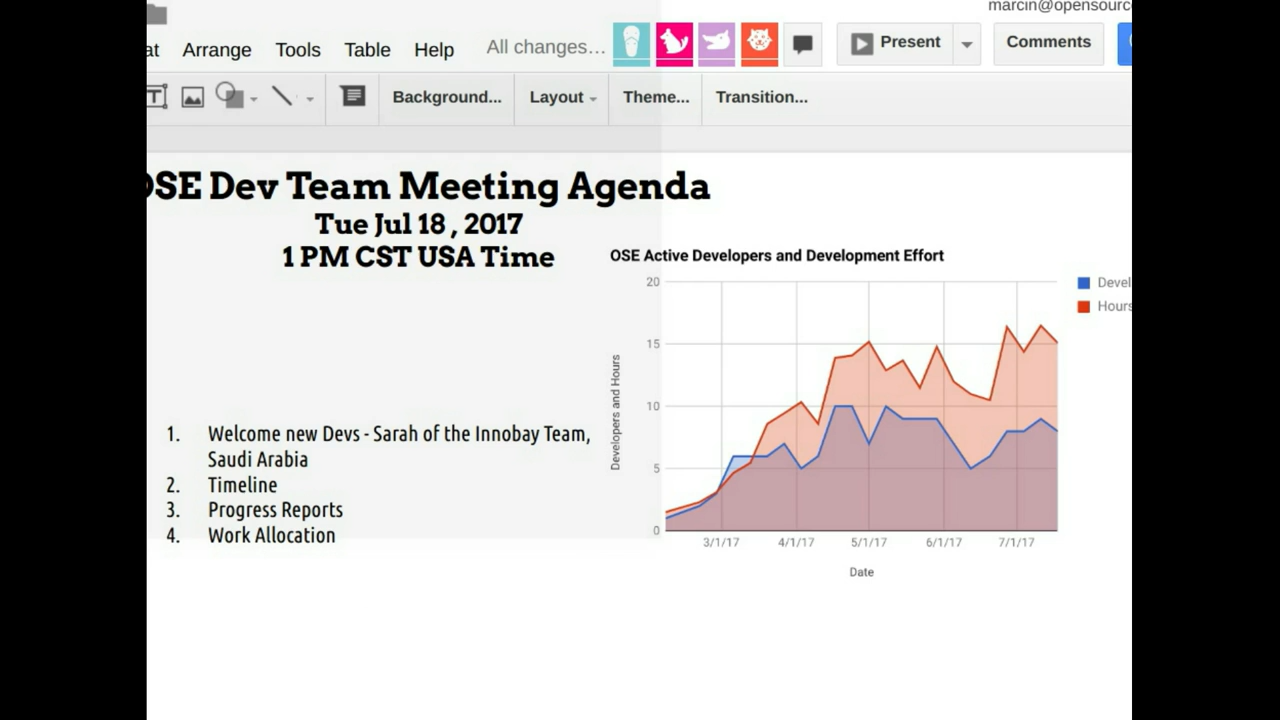 marcin@opensourc
at Arrange Tools Table Help All changes... Present Comments
T Background... Layout Theme... Transition...
OSE Dev Team Meeting Agenda
Tue Jul 18 , 2017
1 PM CST USA Time
OSE Active Developers and Development Effort
20
15
10
5
0
Developers and Hours
3/1/17 4/1/17 5/1/17 6/1/17 7/1/17
Date
Devel
Hours
1. Welcome new Devs - Sarah of the Innobay Team,
Saudi Arabia
2. Timeline
3. Progress Reports
4. Work Allocation